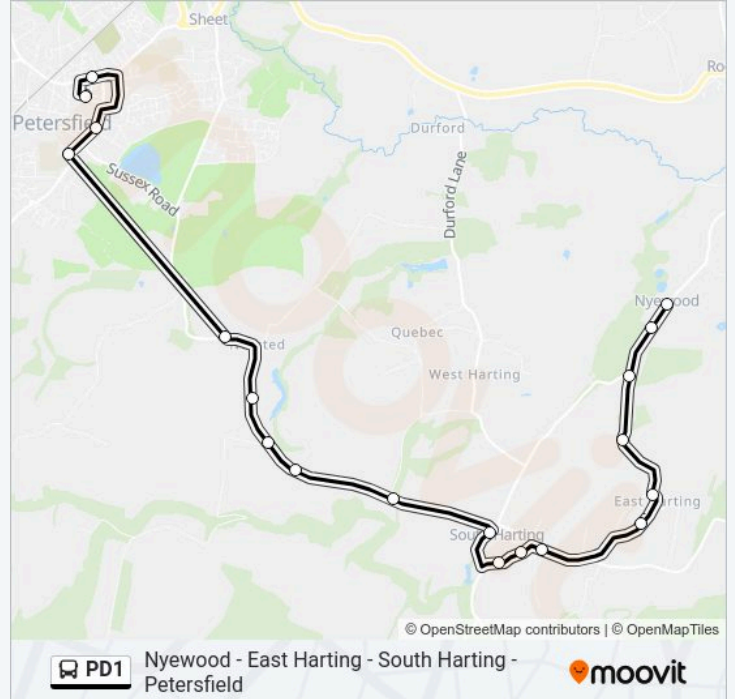 Sheet
Ro
Petersfield
Durford
Sussex Road
Durford Lane
Nyewood
Quebec
West Harting
East Harting
South Harting
© OpenStreetMap contributors | © OpenMapTiles
PD1
Nyewood - East Harting - South Harting -
Petersfield
moovit